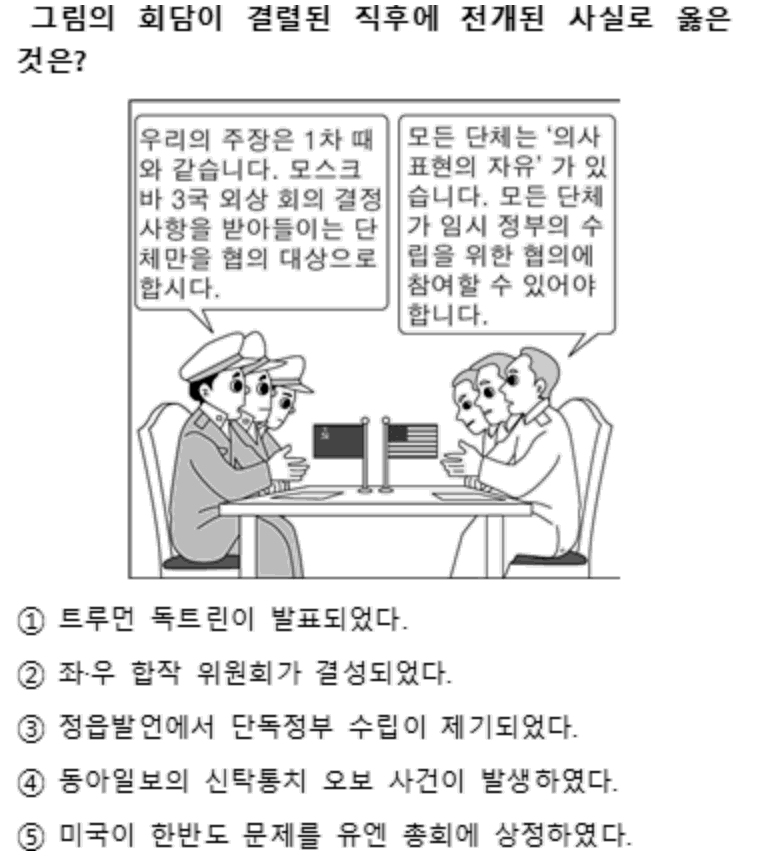 그림의 회담이 결렬된 직후에 전개된 사실로 옳은
것은?
우리의 주장은 1차 때
와 같습니다. 모스크
바 3국 외상 회의 결정
사항을 받아들이는 단
체만을 협의 대상으로
합시다.
모든 단체는 '의사
표현의 자유' 가 있
습니다. 모든 단체
가 임시 정부의 수
립을 위한 협의에
참여할 수 있어야
합니다.
① 트루먼 독트린이 발표되었다.
② 좌·우 합작 위원회가 결성되었다.
③ 정읍발언에서 단독정부 수립이 제기되었다.
④ 동아일보의 신탁통치 오보 사건이 발생하였다.
⑤ 미국이 한반도 문제를 유엔 총회에 상정하였다.